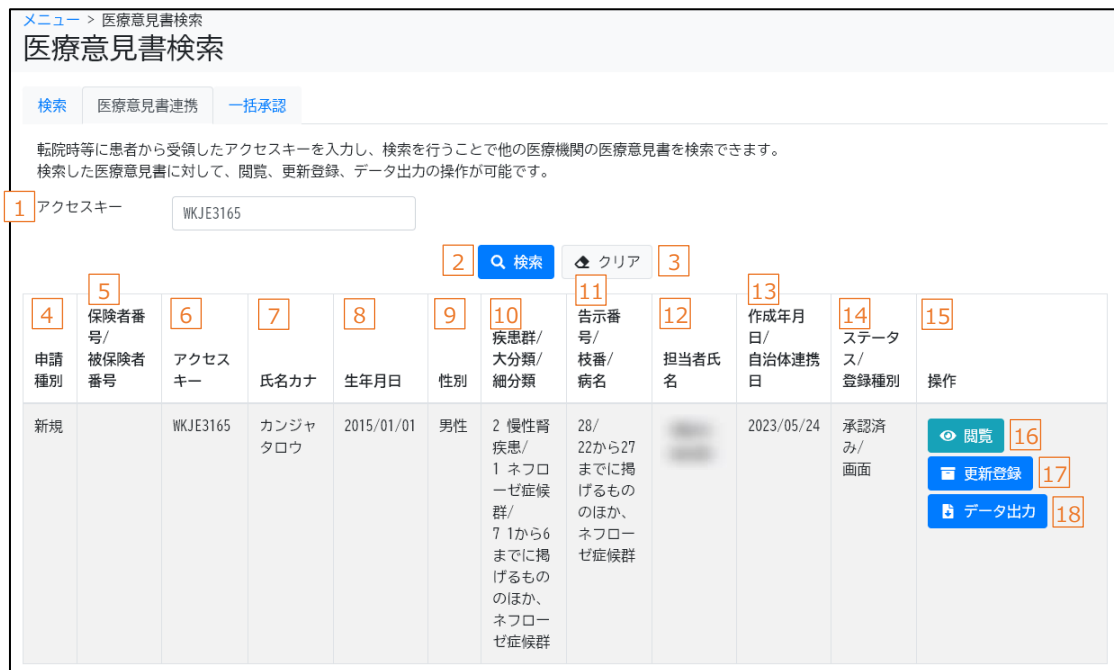 メニュー > 医療意見書検索
医療意見書検索
検索
医療意見書連携
一括承認
転院時等に患者から受領したアクセスキーを入力し、検索を行うことで他の医療機関の医療意見書を検索できます。
検索した医療意見書に対して、閲覧、更新登録、データ出力の操作が可能です。
1 アクセスキー WKJE3165
2 検索 クリア 3
4
申請
種別
5
保険者番
号/
被保険者
番号
6
アクセス
キー
7
氏名カナ
8
生年月日
9
性別
10
疾患群/
大分類/
細分類
11
告示番
号/
枝番/
病名
12
担当者氏
名
13
作成年月
日/
自治体連携
日
14
ステータ
ス/
登録種別
15
操作
新規
WKJE3165
カンジャ
タロウ
2015/01/01
男性
2 慢性腎
疾患/
1 ネフロ
ーゼ症候
群/
7 1から6
までに掲
げるもの
のほか、
ネフロー
ゼ症候群
28/
22から27
までに掲
げるもの
のほか、
ネフロー
ゼ症候群
2023/05/24
承認済
み/
画面
閲覧 16
更新登録 17
データ出力 18